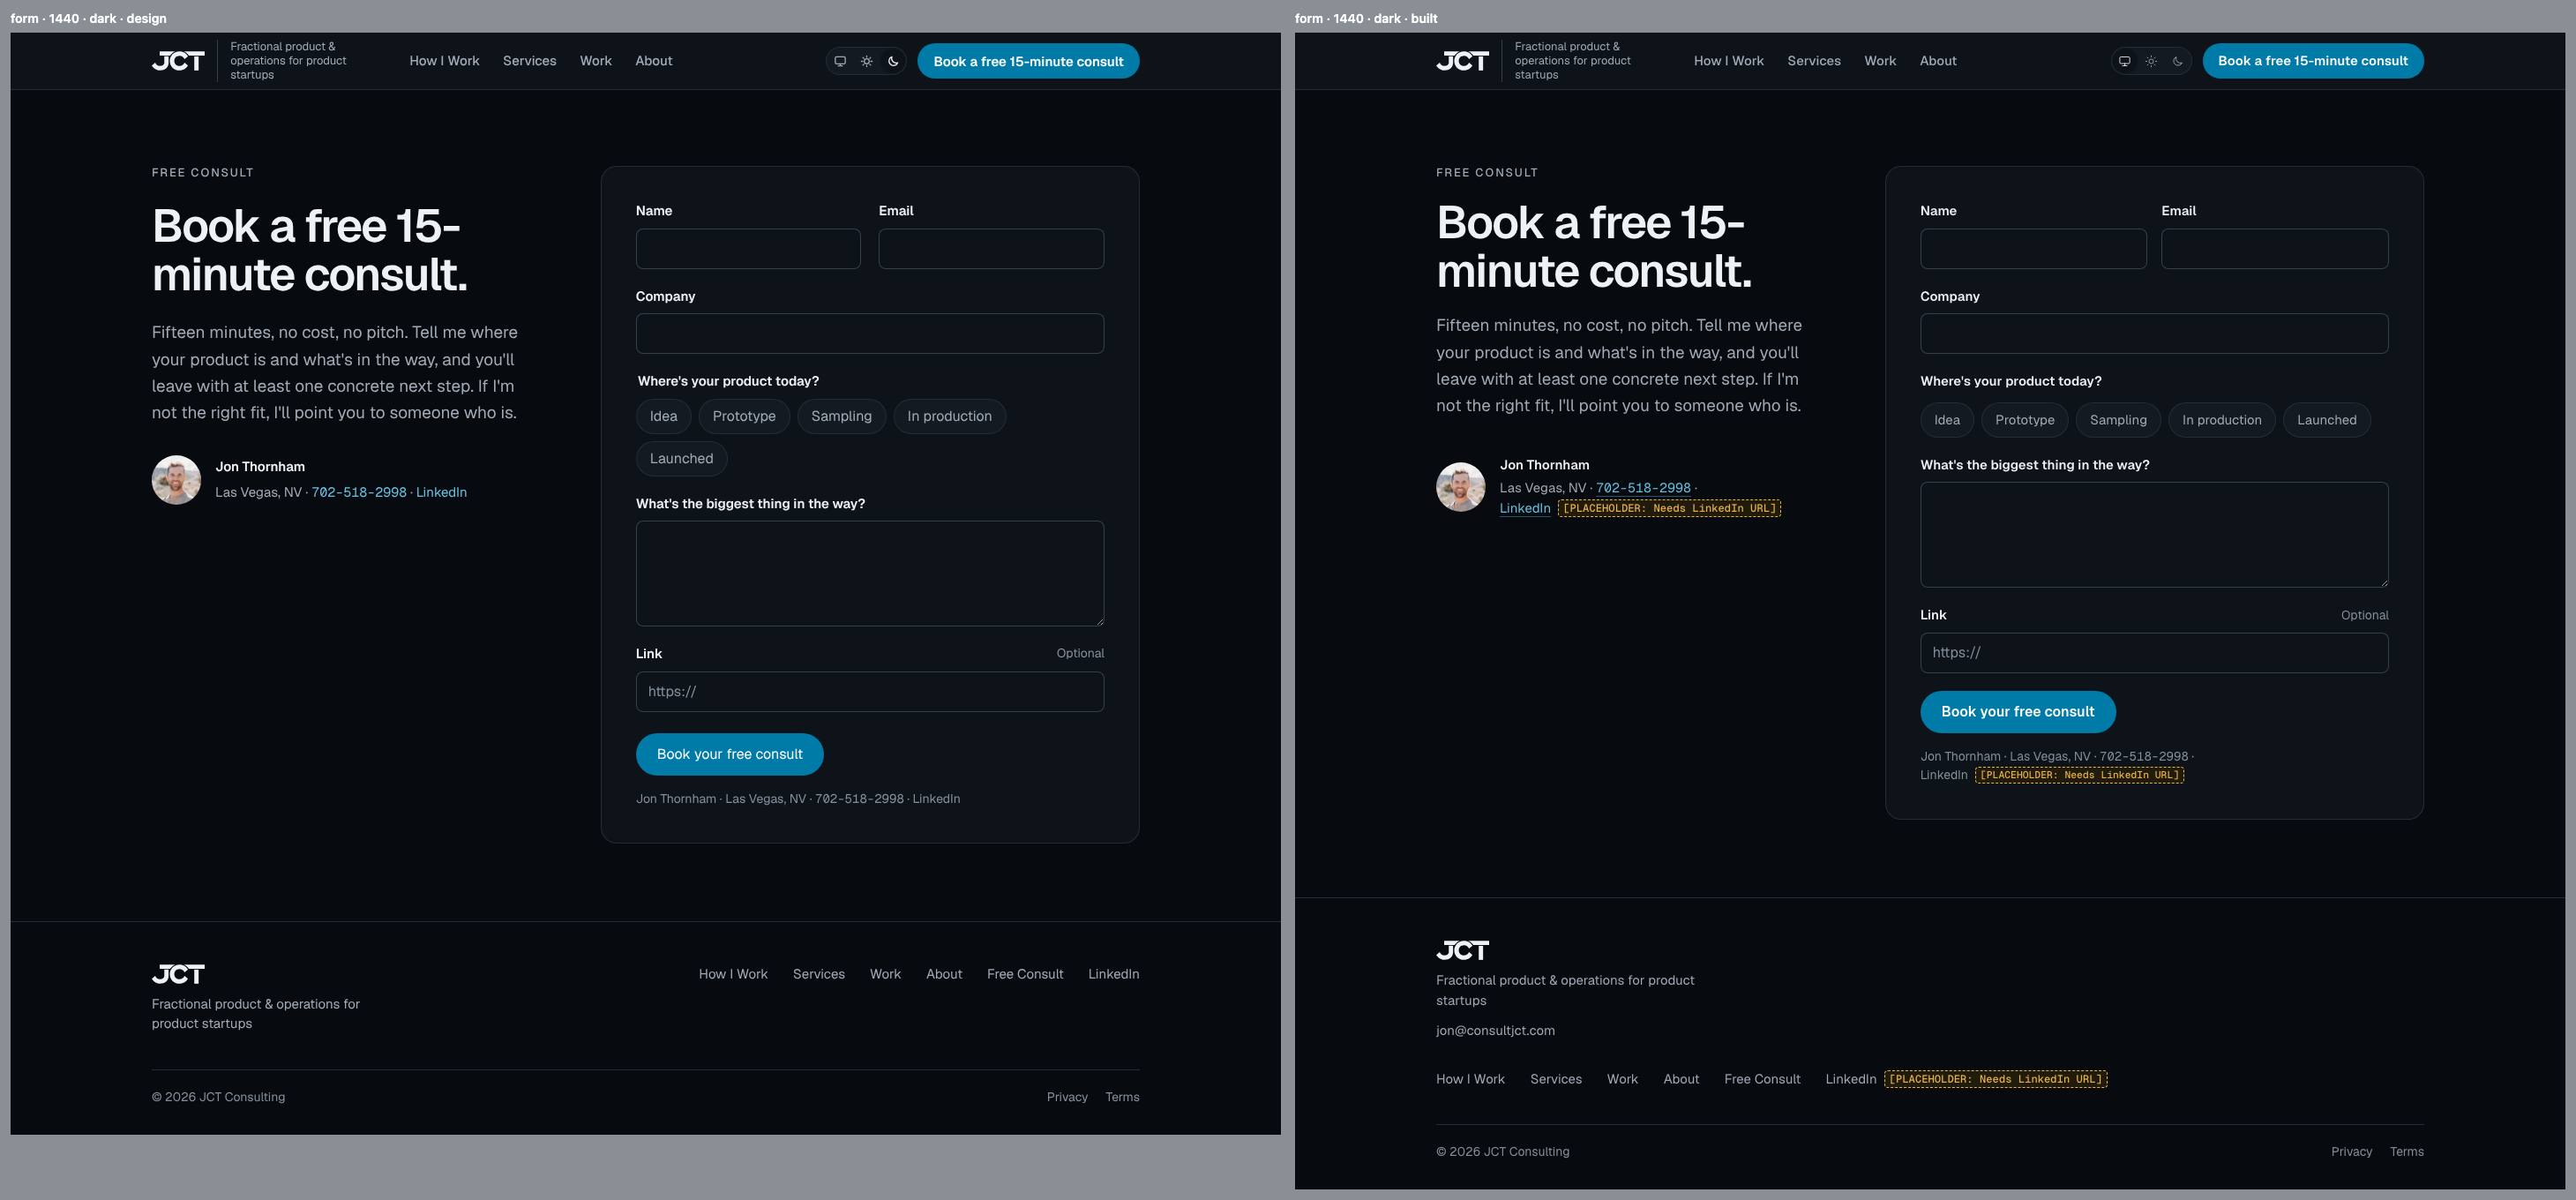 form · 1440 · dark · design
JCT
Fractional product &
operations for product
startups
How I Work
Services
Work
About
Book a free 15-minute consult
FREE CONSULT
Book a free 15-
minute consult.
Fifteen minutes, no cost, no pitch. Tell me where
your product is and what's in the way, and you'll
leave with at least one concrete next step. If I'm
not the right fit, I'll point you to someone who is.
Jon Thornham
Las Vegas, NV · 702-518-2998 · LinkedIn
Name
Email
Company
Where's your product today?
Idea
Prototype
Sampling
In production
Launched
What's the biggest thing in the way?
Link
Optional
https://
Book your free consult
Jon Thornham · Las Vegas, NV · 702-518-2998 · LinkedIn
JCT
Fractional product & operations for
product startups
How I Work
Services
Work
About
Free Consult
LinkedIn
© 2026 JCT Consulting
Privacy
Terms
form · 1440 · dark · built
JCT
Fractional product &
operations for product
startups
How I Work
Services
Work
About
Book a free 15-minute consult
FREE CONSULT
Book a free 15-
minute consult.
Fifteen minutes, no cost, no pitch. Tell me where
your product is and what's in the way, and you'll
leave with at least one concrete next step. If I'm
not the right fit, I'll point you to someone who is.
Jon Thornham
Las Vegas, NV · 702-518-2998 ·
LinkedIn [PLACEHOLDER: Needs LinkedIn URL]
Name
Email
Company
Where's your product today?
Idea
Prototype
Sampling
In production
Launched
What's the biggest thing in the way?
Link
Optional
https://
Book your free consult
Jon Thornham · Las Vegas, NV · 702-518-2998 ·
LinkedIn [PLACEHOLDER: Needs LinkedIn URL]
JCT
Fractional product & operations for product
startups
jon@consultjct.com
How I Work
Services
Work
About
Free Consult
LinkedIn [PLACEHOLDER: Needs LinkedIn URL]
© 2026 JCT Consulting
Privacy
Terms